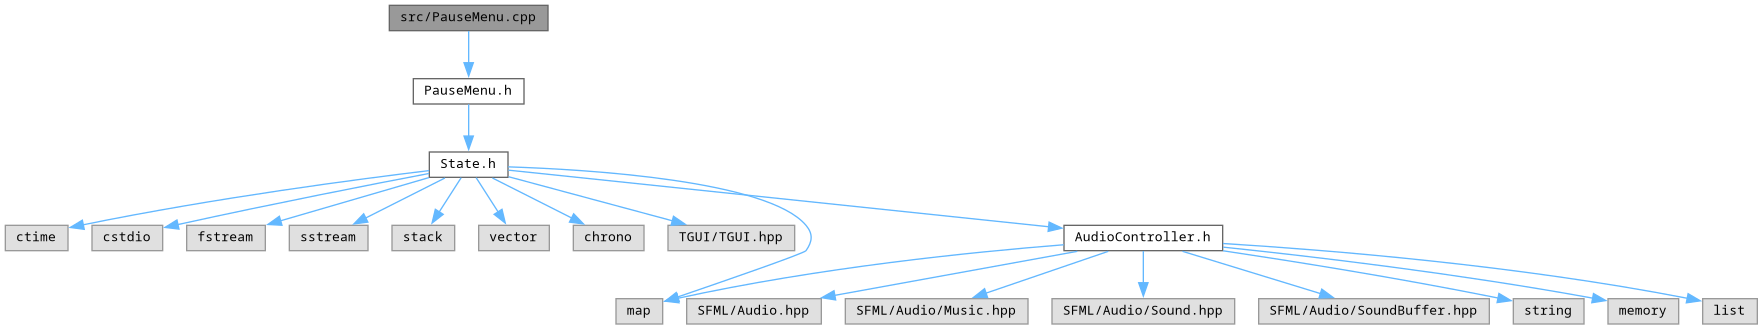 src/PauseMenu.cpp
PauseMenu.h
State.h
ctime
cstdio
fstream
sstream
stack
vector
chrono
TGUI/TGUI.hpp
AudioController.h
map
SFML/Audio.hpp
SFML/Audio/Music.hpp
SFML/Audio/Sound.hpp
SFML/Audio/SoundBuffer.hpp
string
memory
list